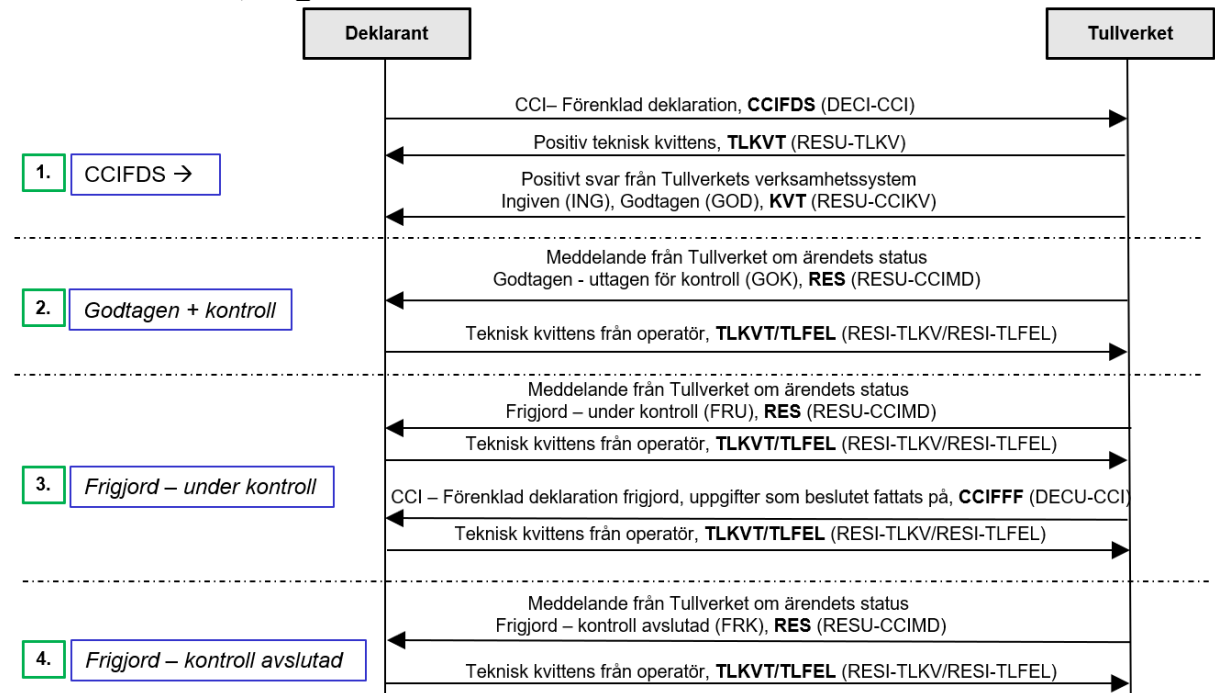 Deklarant
Tullverket
CCI– Förenklad deklaration, CCIFDS (DECI-CCI)
Positiv teknisk kvittens, TLKVT (RESU-TLKV)
1.
CCIFDS →
Positivt svar från Tullverkets verksamhetssystem
Ingiven (ING), Godtagen (GOD), KVT (RESU-CCIKV)
Meddelande från Tullverket om ärendets status
Godtagen - uttagen för kontroll (GOK), RES (RESU-CCIMD)
2.
Godtagen + kontroll
Teknisk kvittens från operatör, TLKVT/TLFEL (RESI-TLKV/RESI-TLFEL)
Meddelande från Tullverket om ärendets status
Frigjord – under kontroll (FRU), RES (RESU-CCIMD)
Teknisk kvittens från operatör, TLKVT/TLFEL (RESI-TLKV/RESI-TLFEL)
3.
Frigjord – under kontroll
CCI – Förenklad deklaration frigjord, uppgifter som beslutet fattats på, CCIFFF (DECU-CCI)
Teknisk kvittens från operatör, TLKVT/TLFEL (RESI-TLKV/RESI-TLFEL)
Meddelande från Tullverket om ärendets status
Frigjord – kontroll avslutad (FRK), RES (RESU-CCIMD)
4.
Frigjord – kontroll avslutad
Teknisk kvittens från operatör, TLKVT/TLFEL (RESI-TLKV/RESI-TLFEL)